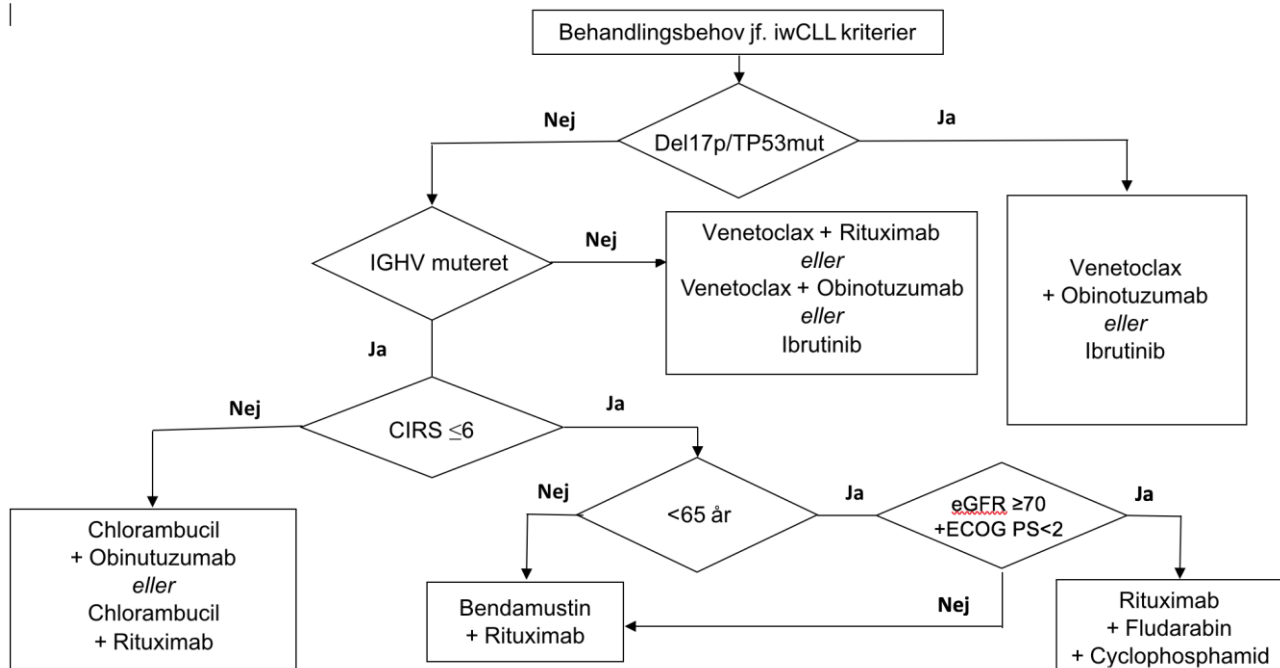 Behandlingsbehov jf. iwCLL kriterier
Nej
Ja
Del17p/TP53mut
IGHV muteret
Nej
Venetoclax + Rituximab
eller
Venetoclax + Obinotuzumab
eller
Ibrutinib
Venetoclax
+ Obinotuzumab
eller
Ibrutinib
Ja
Nej
CIRS ≤6
Ja
Nej
<65 år
Ja
eGFR ≥70
+ECOG PS<2
Ja
Chlorambucil
+ Obinutuzumab
eller
Chlorambucil
+ Rituximab
Bendamustin
+ Rituximab
Nej
Rituximab
+ Fludarabin
+ Cyclophosphamid